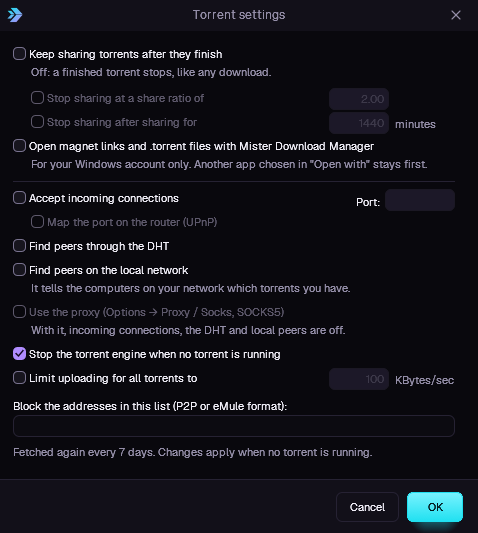 Torrent settings
Keep sharing torrents after they finish
Off: a finished torrent stops, like any download.
Stop sharing at a share ratio of 2.00
Stop sharing after sharing for 1440 minutes
Open magnet links and .torrent files with Mister Download Manager
For your Windows account only. Another app chosen in "Open with" stays first.
Accept incoming connections Port:
Map the port on the router (UPnP)
Find peers through the DHT
Find peers on the local network
It tells the computers on your network which torrents you have.
Use the proxy (Options → Proxy / Socks, SOCKS5)
With it, incoming connections, the DHT and local peers are off.
Stop the torrent engine when no torrent is running
Limit uploading for all torrents to 100 KBytes/sec
Block the addresses in this list (P2P or eMule format):
Fetched again every 7 days. Changes apply when no torrent is running.
Cancel OK